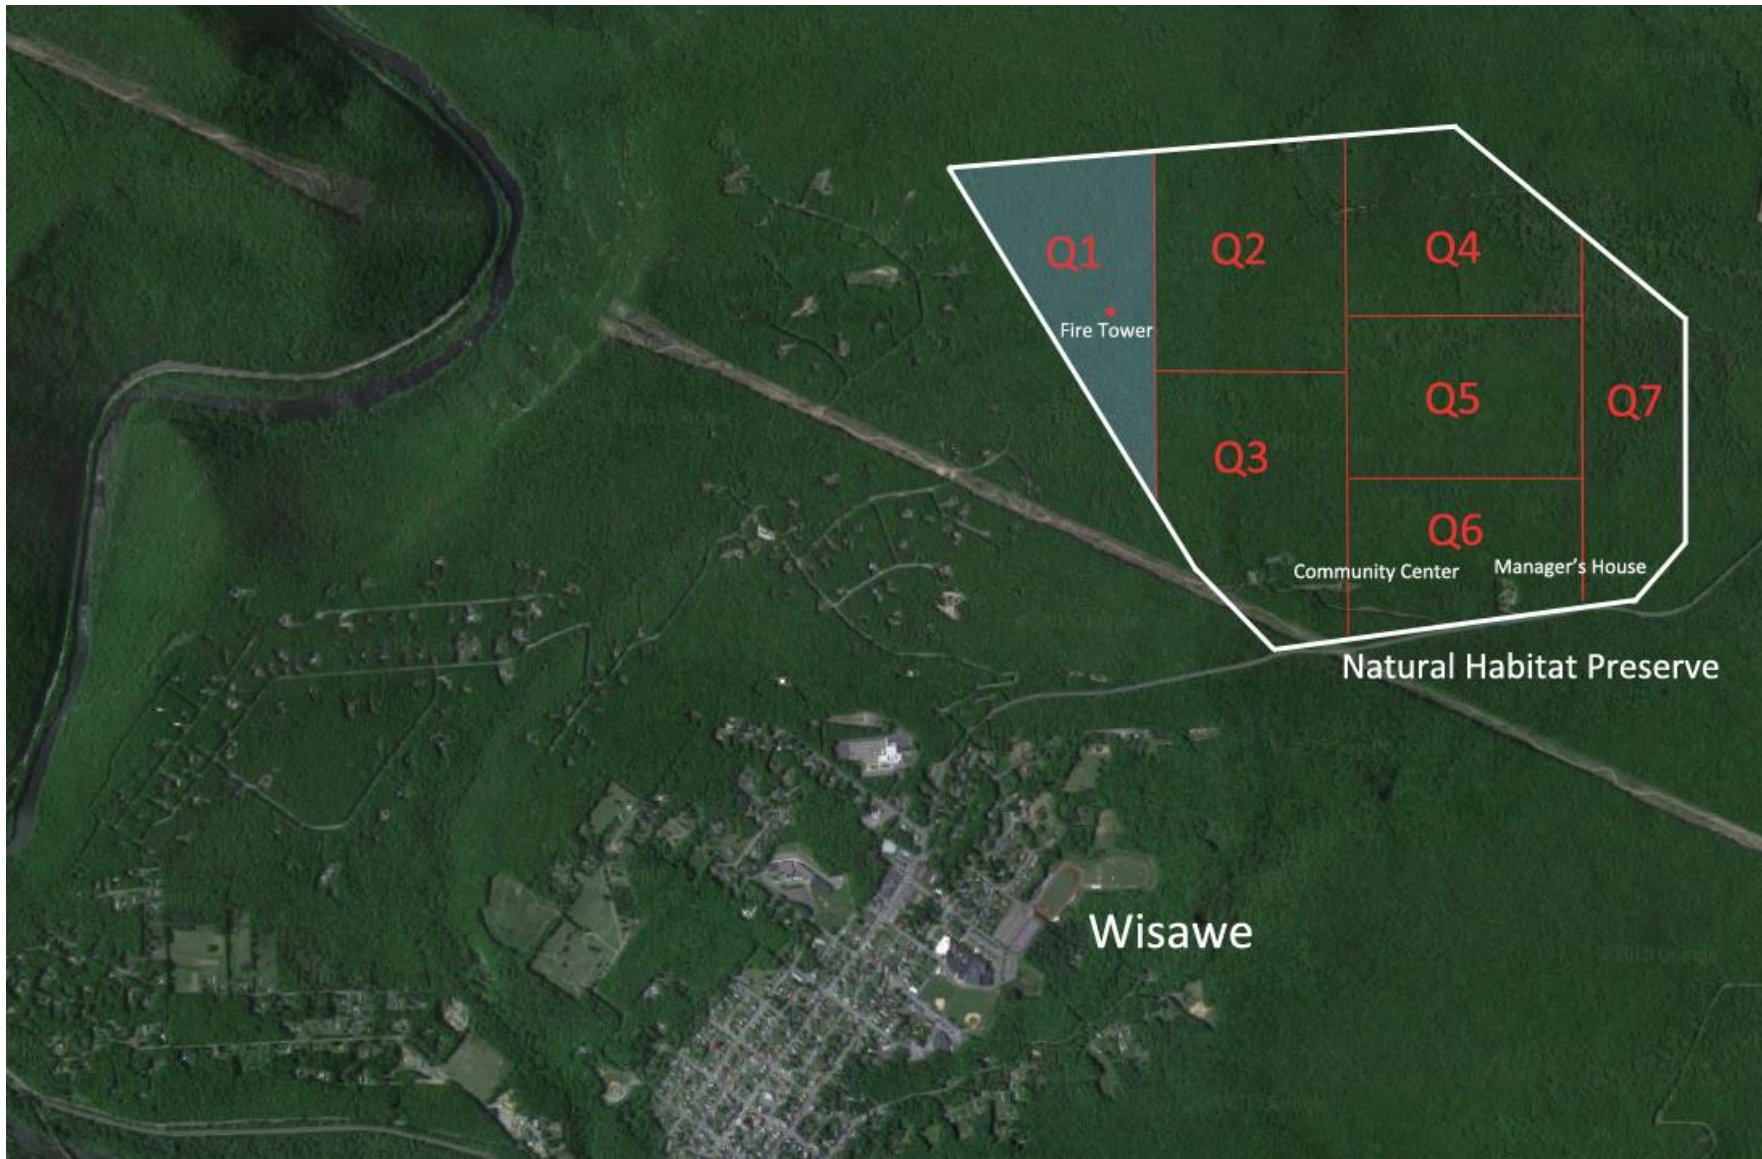 Q1
Q2
Q4
Fire Tower
Q5
Q7
Q3
Q6
Community Center
Manager's House
Natural Habitat Preserve
Wisawe